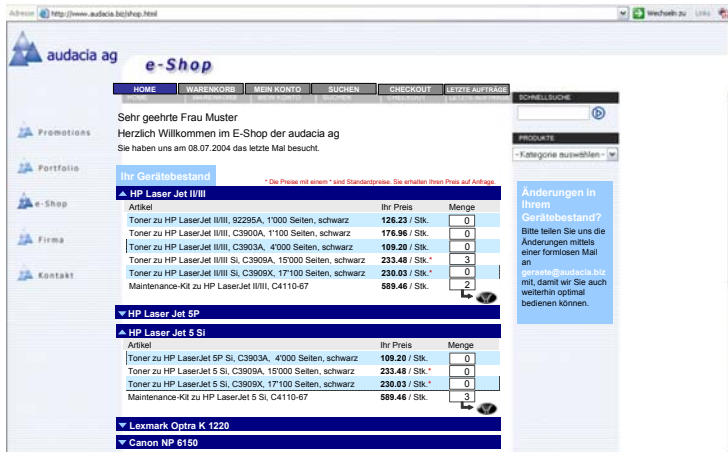 Adresse http://www.audacia.biz/shop.html
Wechseln zu Links
audacia ag
e-Shop
HOME WARENKORB MEIN KONTO SUCHEN CHECKOUT LETZTE AUFTRÄGE
SCHNELLSUCHE
Sehr geehrte Frau Muster
Herzlich Willkommen im E-Shop der audacia ag
Sie haben uns am 08.07.2004 das letzte Mal besucht.
PRODUKTE
-Kategorie auswählen-
Promotions
Portfolio
e-Shop
Firma
Kontakt
Ihr Gerätebestand
* Die Preise mit einem * sind Standardpreise. Sie erhalten Ihren Preis auf Anfrage.
HP Laser Jet II/III
Artikel Ihr Preis Menge
Toner zu HP LaserJet II/III, 92295A, 1'000 Seiten, schwarz 126.23 / Stk. 0
Toner zu HP LaserJet II/III, C3900A, 1'100 Seiten, schwarz 176.96 / Stk. 0
Toner zu HP LaserJet II/III, C3903A, 4'000 Seiten, schwarz 109.20 / Stk. 0
Toner zu HP LaserJet II/III Si, C3909A, 15'000 Seiten, schwarz 233.48 / Stk.* 3
Toner zu HP LaserJet II/III Si, C3909X, 17'100 Seiten, schwarz 230.03 / Stk.* 0
Maintenance-Kit zu HP LaserJet II/III, C4110-67 589.46 / Stk. 2
HP Laser Jet 5P
HP Laser Jet 5 Si
Artikel Ihr Preis Menge
Toner zu HP LaserJet 5P Si, C3903A, 4'000 Seiten, schwarz 109.20 / Stk. 0
Toner zu HP LaserJet 5 Si, C3909A, 15'000 Seiten, schwarz 233.48 / Stk.* 0
Toner zu HP LaserJet 5 Si, C3909X, 17'100 Seiten, schwarz 230.03 / Stk.* 0
Maintenance-Kit zu HP LaserJet 5 Si, C4110-67 589.46 / Stk. 3
Lexmark Optra K 1220
Canon NP 6150
Änderungen in
Ihrem
Gerätebestand?
Bitte teilen Sie uns die
Änderungen mittels
einer formlosen Mail
an
geraete@audacia.biz
mit, damit wir Sie auch
weiterhin optimal
bedienen können.